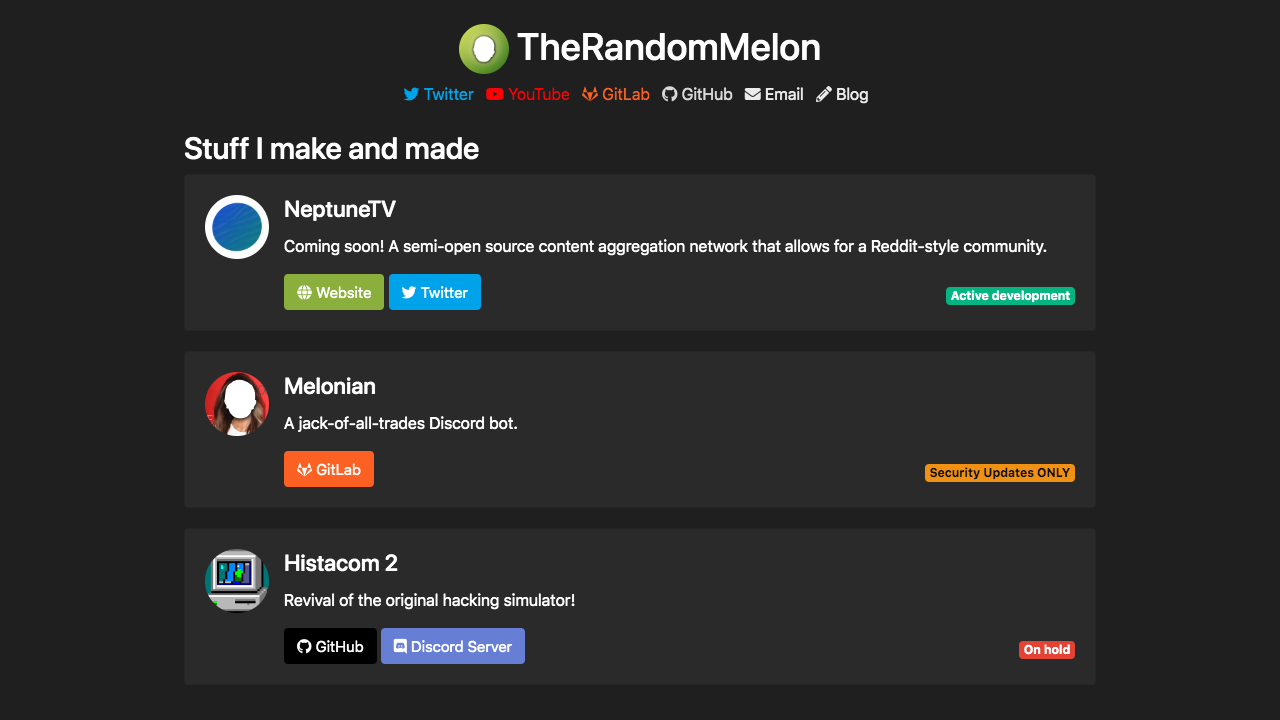 TheRandomMelon
Twitter YouTube GitLab GitHub Email Blog
Stuff I make and made
NeptuneTV
Coming soon! A semi-open source content aggregation network that allows for a Reddit-style community.
Website Twitter Active development
Melonian
A jack-of-all-trades Discord bot.
GitLab Security Updates ONLY
Histacom 2
Revival of the original hacking simulator!
GitHub Discord Server On hold